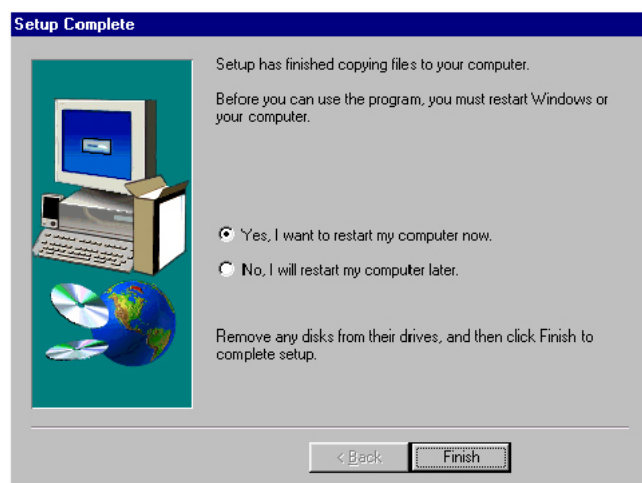 Setup Complete
Setup has finished copying files to your computer.
Before you can use the program, you must restart Windows or
your computer.
Yes, I want to restart my computer now.
No, I will restart my computer later.
Remove any disks from their drives, and then click Finish to
complete setup.
< Back
Finish